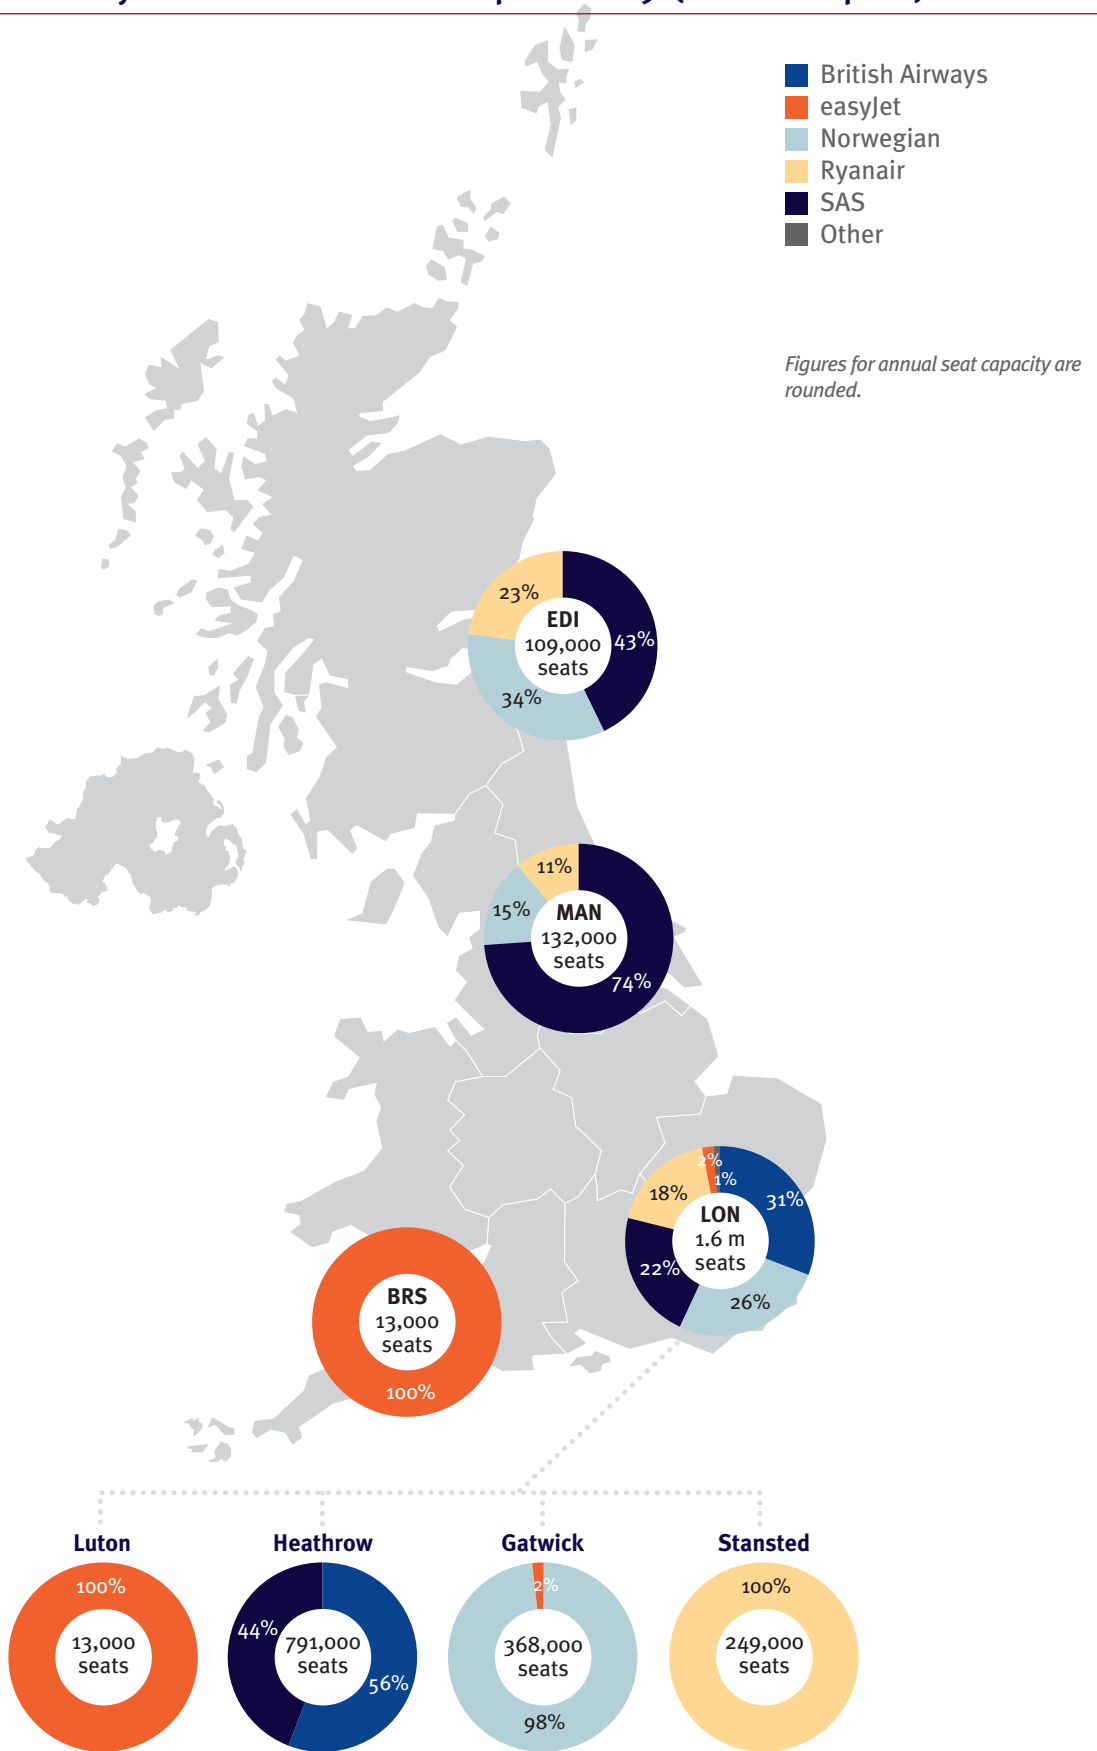 British Airways
easyJet
Norwegian
Ryanair
SAS
Other
Figures for annual seat capacity are
rounded.
23%
EDI
109,000
seats
43%
34%
11%
15%
MAN
132,000
seats
74%
2%
1%
18%
31%
LON
1.6 m
seats
22%
26%
BRS
13,000
seats
100%
Luton
Heathrow
Gatwick
Stansted
100%
13,000
seats
44%
791,000
seats
56%
2%
368,000
seats
98%
100%
249,000
seats